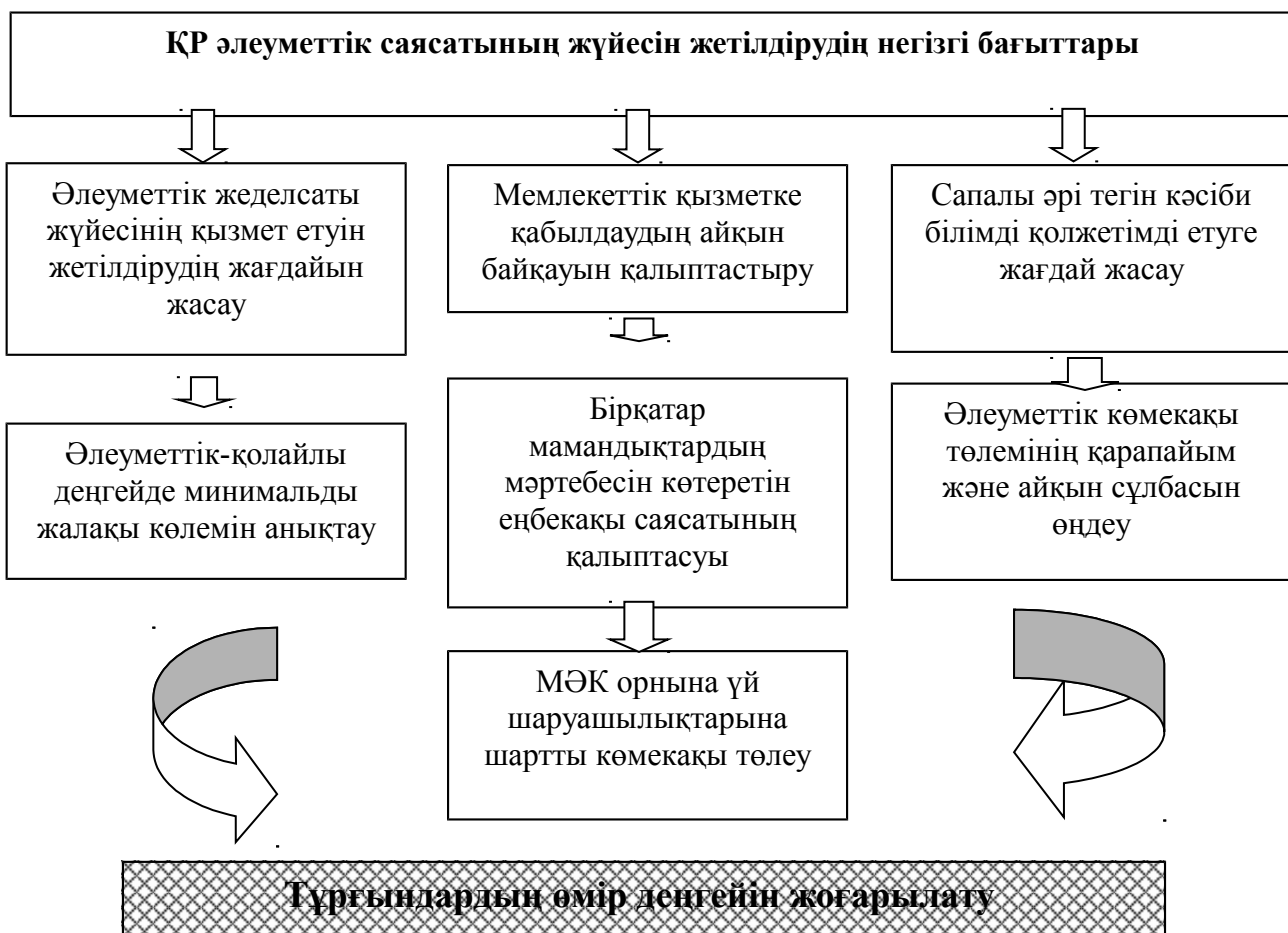 ҚР әлеуметтік саясатының жүйесін жетілдірудің негізгі бағыттары
Әлеуметтік жеделсаты
жүйесінің қызмет етуін
жетілдірудің жағдайын
жасау
Мемлекеттік қызметке
қабылдаудың айқын
байқауын қалыптастыру
Сапалы әрі тегін кәсіби
білімді қолжетімді етуге
жағдай жасау
Әлеуметтік-қолайлы
деңгейде минимальды
жалақы көлемін анықтау
Бірқатар
мамандықтардың
мәртебесін көтеретін
еңбекақы саясатының
қалыптасуы
Әлеуметтік көмекақы
төлемінің қарапайым
және айқын сұлбасын
өңдеу
МӘК орнына үй
шаруашылықтарына
шартты көмекақы төлеу
Тұрғындардың өмір деңгейін жоғарылату